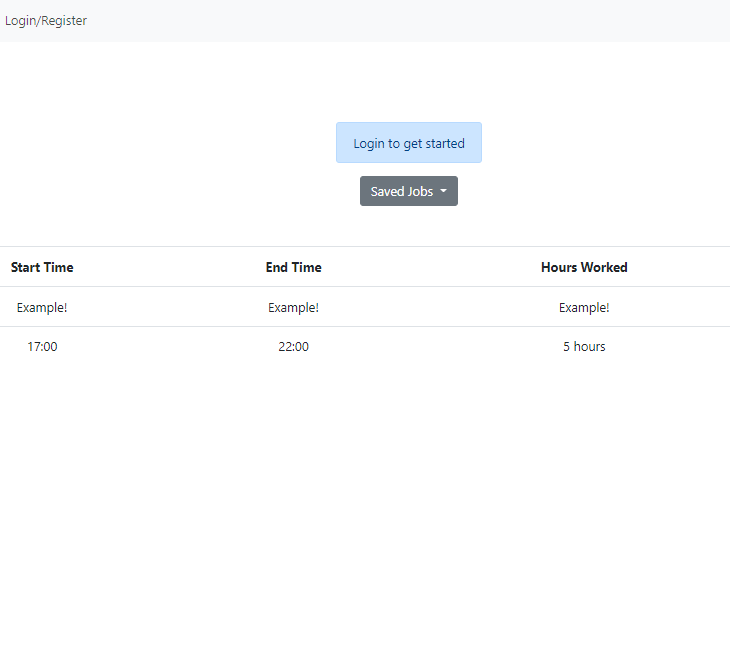 Login/Register
Login to get started
Saved Jobs
Start Time End Time Hours Worked
Example! Example! Example!
17:00 22:00 5 hours